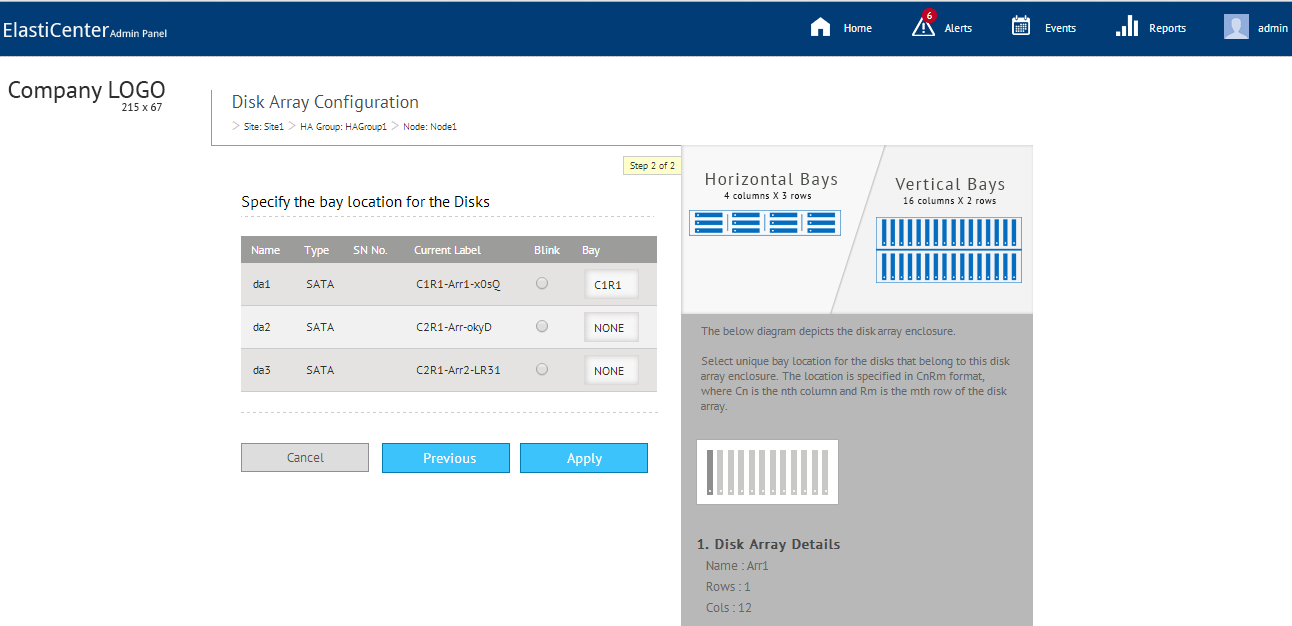 ElastiCenter Admin Panel
Home
6
Alerts
Events
Reports
admin
Company LOGO
215 x 67
Disk Array Configuration
> Site: Site1 > HA Group: HAGroup1 > Node: Node1
Step 2 of 2
Specify the bay location for the Disks
Name Type SN No. Current Label Blink Bay
da1 SATA C1R1-Arr1-x0sQ C1R1
da2 SATA C2R1-Arr-okyD NONE
da3 SATA C2R1-Arr2-LR31 NONE
Cancel Previous Apply
Horizontal Bays
4 columns X 3 rows
Vertical Bays
16 columns X 2 rows
The below diagram depicts the disk array enclosure.
Select unique bay location for the disks that belong to this disk
array enclosure. The location is specified in CnRm format,
where Cn is the nth column and Rm is the mth row of the disk
array.
1. Disk Array Details
Name : Arr1
Rows : 1
Cols : 12